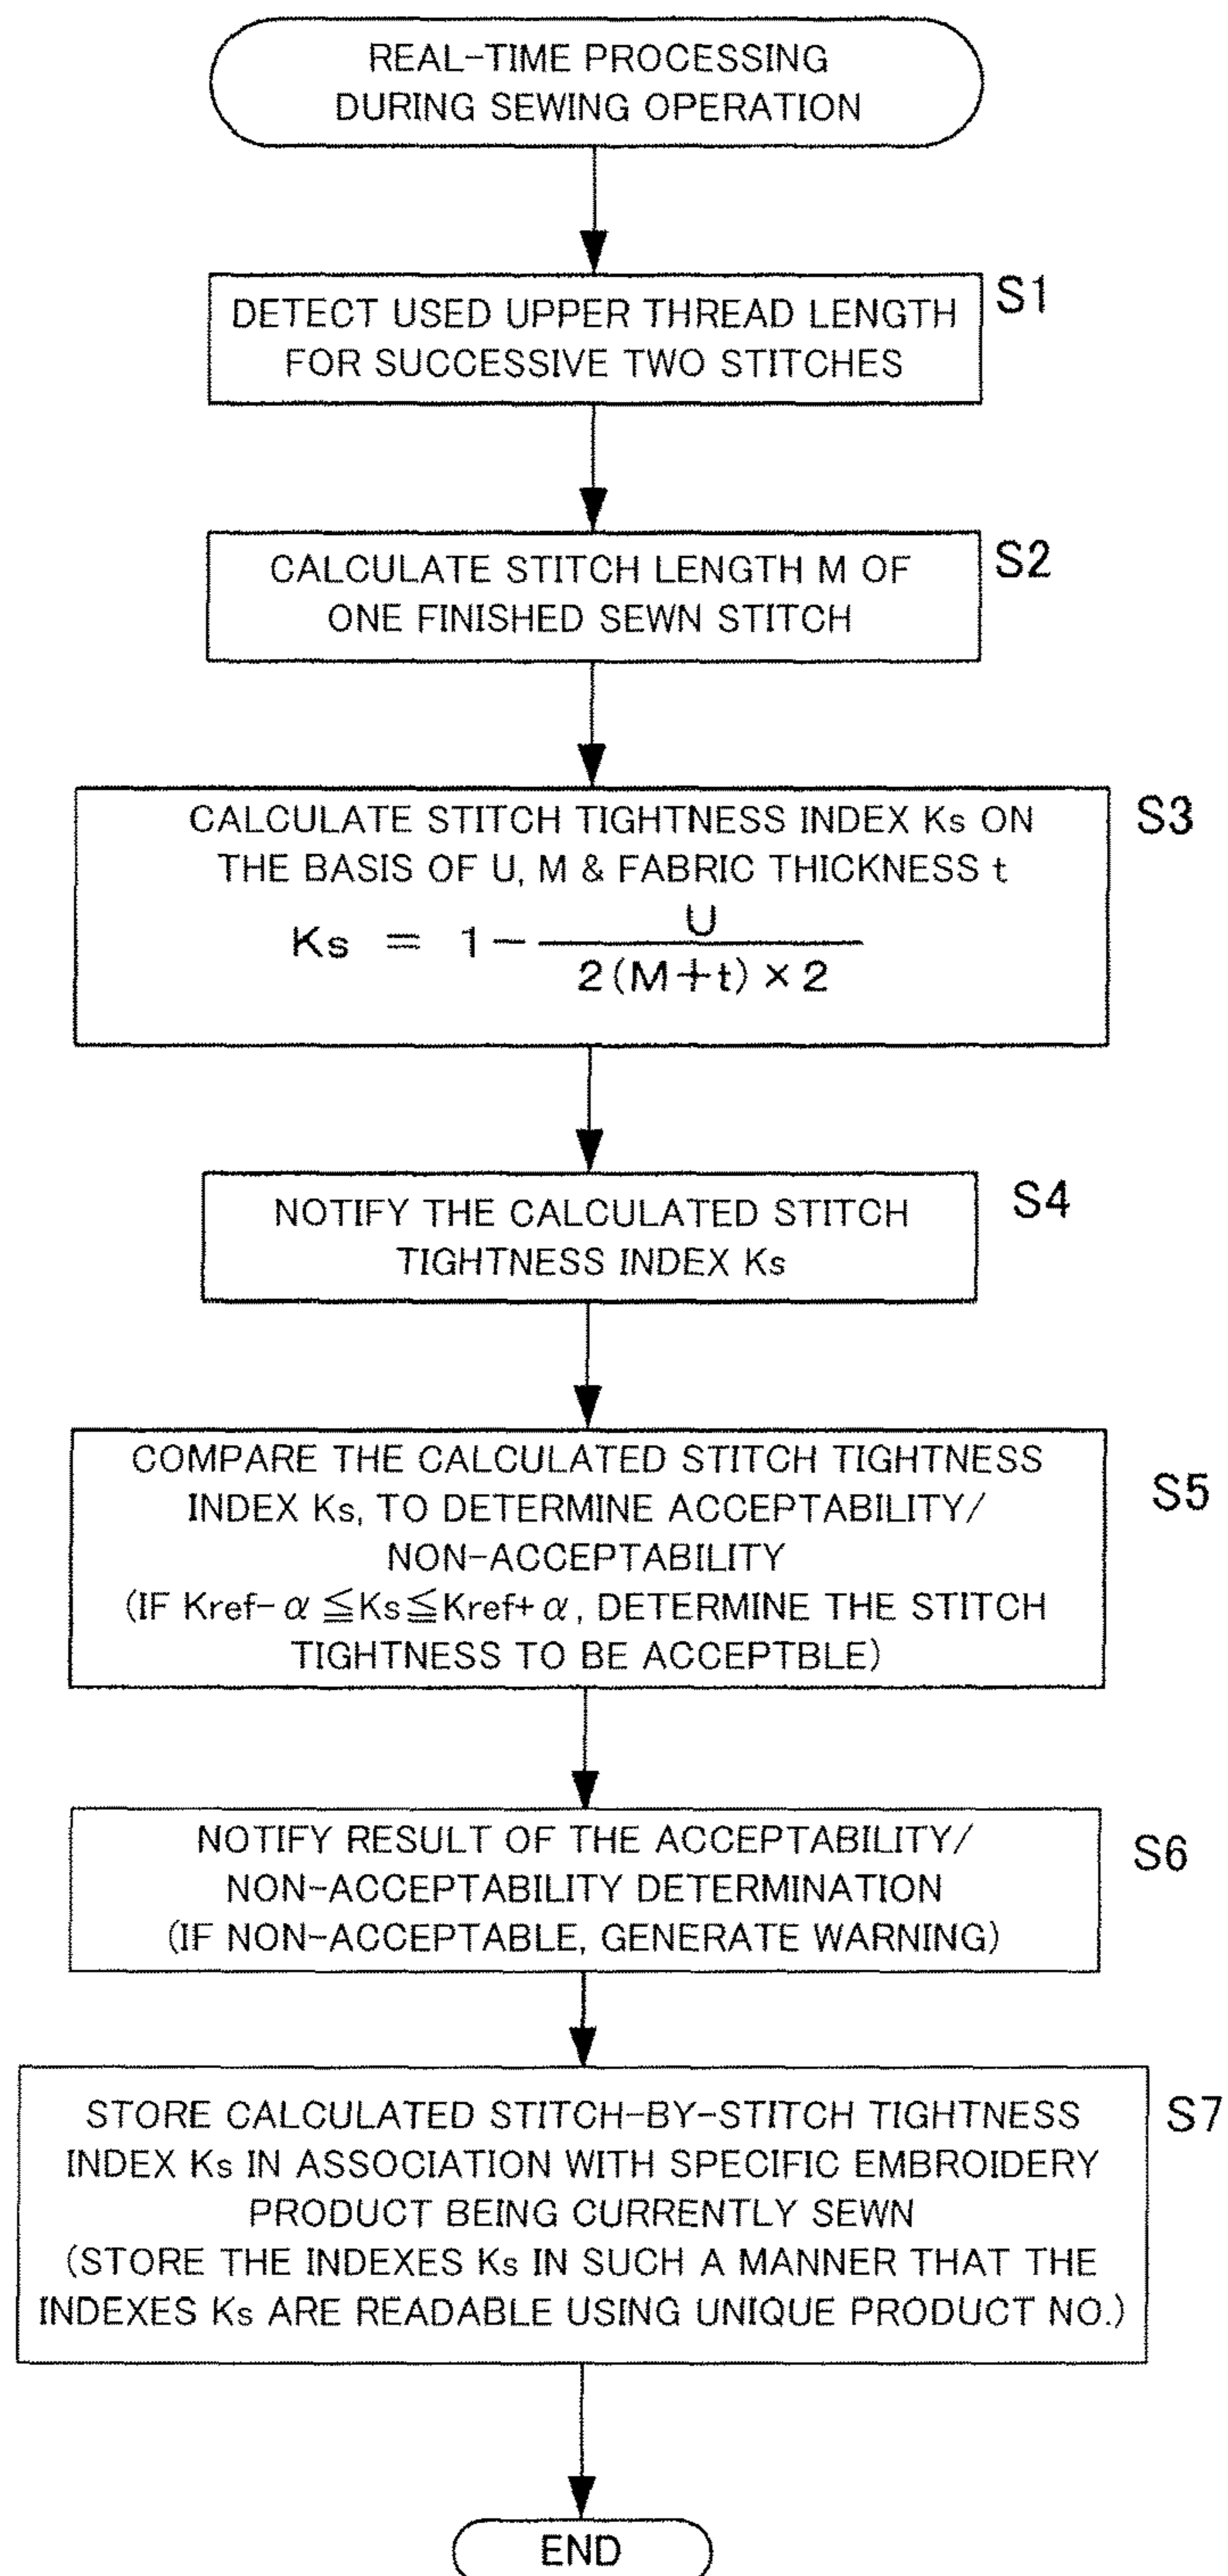 REAL-TIME PROCESSING
DURING SEWING OPERATION
S1
DETECT USED UPPER THREAD LENGTH
FOR SUCCESSIVE TWO STITCHES
S2
CALCULATE STITCH LENGTH M OF
ONE FINISHED SEWN STITCH
S3
CALCULATE STITCH TIGHTNESS INDEX Ks ON
THE BASIS OF U, M & FABRIC THICKNESS t
Ks = 1 - U / 2(M+t) × 2
S4
NOTIFY THE CALCULATED STITCH
TIGHTNESS INDEX Ks
S5
COMPARE THE CALCULATED STITCH TIGHTNESS
INDEX Ks, TO DETERMINE ACCEPTABILITY/
NON-ACCEPTABILITY
(IF Kref-α≦Ks≦Kref+α, DETERMINE THE STITCH
TIGHTNESS TO BE ACCEPTBLE)
S6
NOTIFY RESULT OF THE ACCEPTABILITY/
NON-ACCEPTABILITY DETERMINATION
(IF NON-ACCEPTABLE, GENERATE WARNING)
S7
STORE CALCULATED STITCH-BY-STITCH TIGHTNESS
INDEX Ks IN ASSOCIATION WITH SPECIFIC EMBROIDERY
PRODUCT BEING CURRENTLY SEWN
(STORE THE INDEXES Ks IN SUCH A MANNER THAT THE
INDEXES Ks ARE READABLE USING UNIQUE PRODUCT NO.)
END